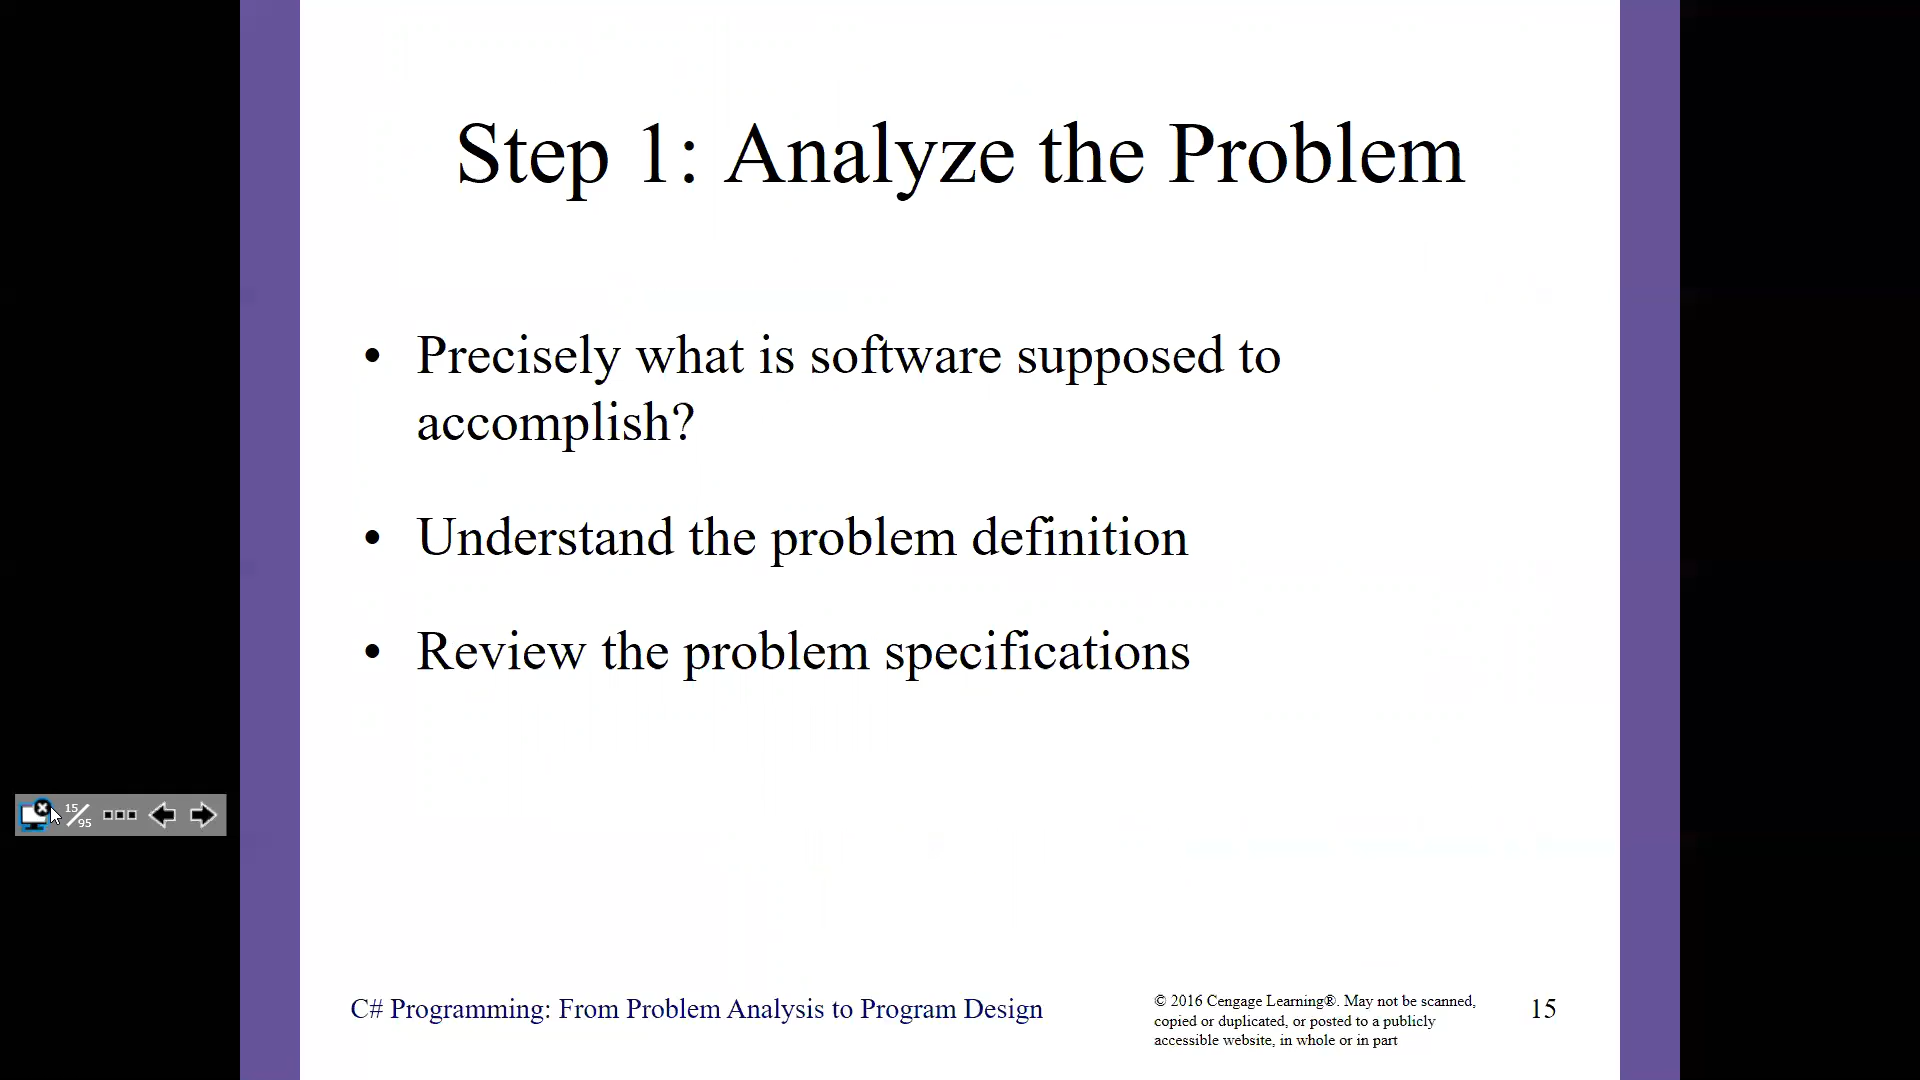 Step 1: Analyze the Problem
• Precisely what is software supposed to
accomplish?
• Understand the problem definition
• Review the problem specifications
15/95
C# Programming: From Problem Analysis to Program Design
© 2016 Cengage Learning®. May not be scanned,
copied or duplicated, or posted to a publicly
accessible website, in whole or in part
15